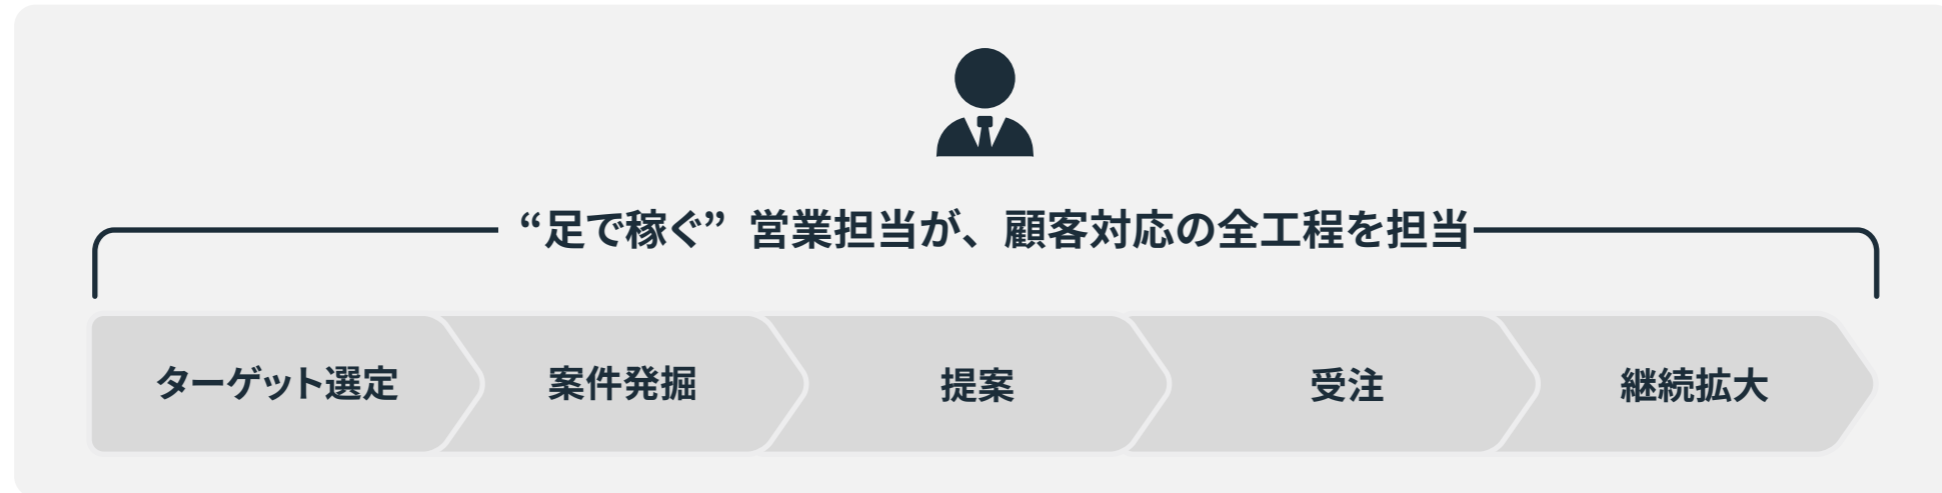 “足で稼ぐ” 営業担当が、顧客対応の全工程を担当
ターゲット選定
案件発掘
提案
受注
継続拡大